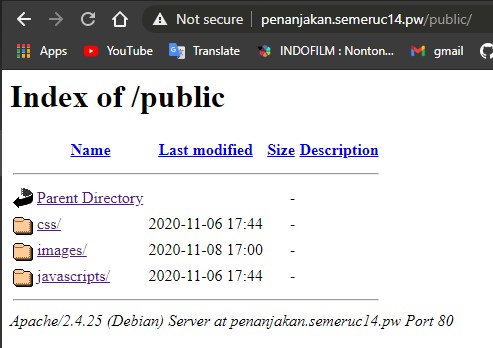 Not secure | penanjakan.semeruc14.pw/public/
Apps YouTube Translate INDOFILM : Nonton... gmail
Index of /public
Name Last modified Size Description
Parent Directory -
css/ 2020-11-06 17:44 -
images/ 2020-11-08 17:00 -
javascripts/ 2020-11-06 17:44 -
Apache/2.4.25 (Debian) Server at penanjakan.semeruc14.pw Port 80